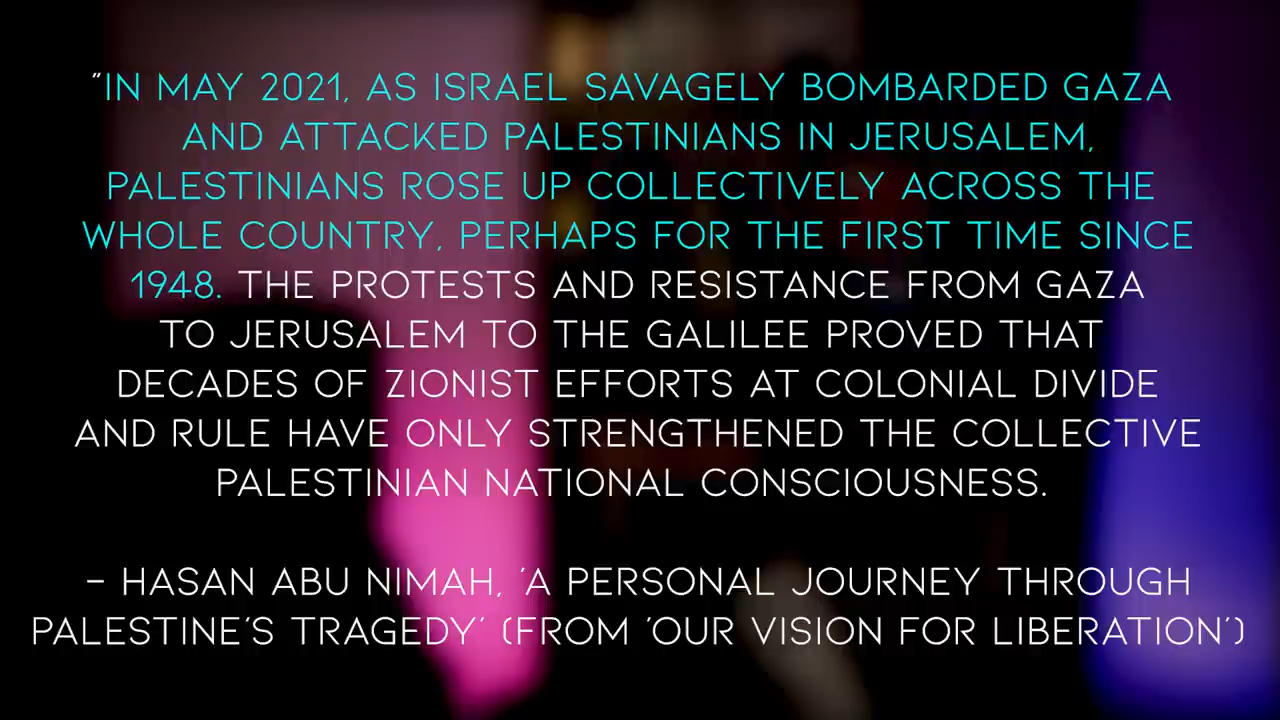 "IN MAY 2021, AS ISRAEL SAVAGELY BOMBARDED GAZA
AND ATTACKED PALESTINIANS IN JERUSALEM,
PALESTINIANS ROSE UP COLLECTIVELY ACROSS THE
WHOLE COUNTRY, PERHAPS FOR THE FIRST TIME SINCE
1948. THE PROTESTS AND RESISTANCE FROM GAZA
TO JERUSALEM TO THE GALILEE PROVED THAT
DECADES OF ZIONIST EFFORTS AT COLONIAL DIVIDE
AND RULE HAVE ONLY STRENGTHENED THE COLLECTIVE
PALESTINIAN NATIONAL CONSCIOUSNESS.
- HASAN ABU NIMAH, 'A PERSONAL JOURNEY THROUGH
PALESTINE'S TRAGEDY' (FROM 'OUR VISION FOR LIBERATION')